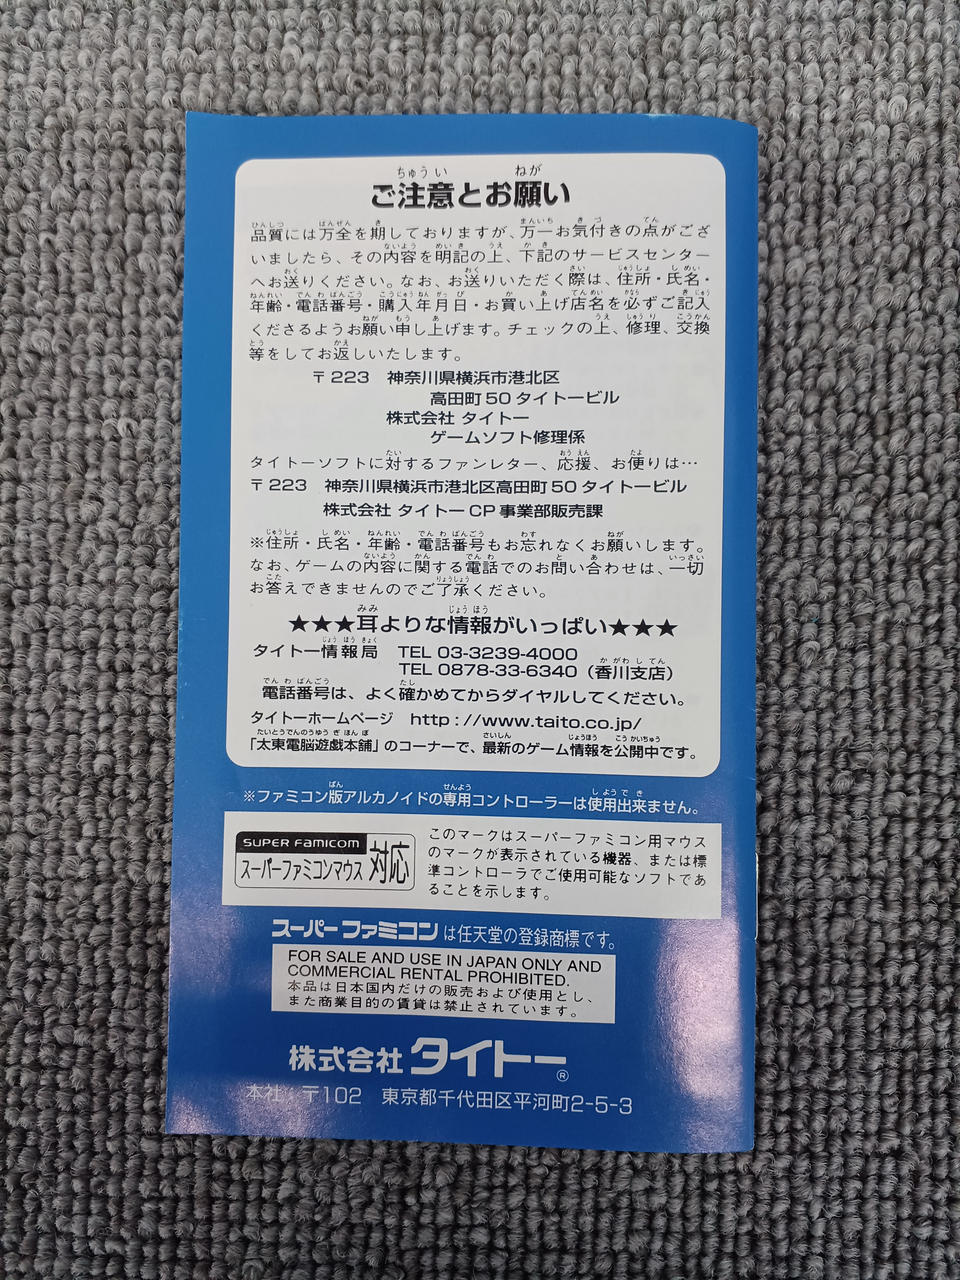 ご注意とお願い
品質には万全を期しておりますが、万一お気付きの点がござ
いましたら、その内容を明記の上、下記のサービスセンター
へお送りください。なお、お送りいただく際は、住所・氏名・
年齢・電話番号・購入年月日・お買い上げ店名を必ずご記入
くださるようお願い申し上げます。チェックの上、修理、交換
等をしてお返しいたします。
〒223 神奈川県横浜市港北区
高田町50タイトービル
株式会社 タイトー
ゲームソフト修理係
タイトーソフトに対するファンレター、応援、お便りは…
〒223 神奈川県横浜市港北区高田町50タイトービル
株式会社 タイトーCP事業部販売課
※住所・氏名・年齢・電話番号もお忘れなくお願いします。
なお、ゲームの内容に関する電話でのお問い合わせは、一切
お答えできませんのでご了承ください。
★★★耳よりな情報がいっぱい★★★
タイトー情報局 TEL 03-3239-4000
TEL 0878-33-6340（香川支店）
電話番号は、よく確かめてからダイヤルしてください。
タイトーホームページ http://www.taito.co.jp/
「太東電脳遊戯本舗」のコーナーで、最新のゲーム情報を公開中です。
※ファミコン版アルカノイドの専用コントローラーは使用出来ません。
SUPER FAMICOM
スーパーファミコンマウス 対応
このマークはスーパーファミコン用マウス
のマークが表示されている機器、または標
準コントローラでご使用可能なソフトであ
ることを示します。
スーパーファミコンは任天堂の登録商標です。
FOR SALE AND USE IN JAPAN ONLY AND
COMMERCIAL RENTAL PROHIBITED.
本品は日本国内だけの販売および使用とし、
また商業目的の賃貸は禁止されています。
株式会社 タイトー®
本社 〒102 東京都千代田区平河町2-5-3